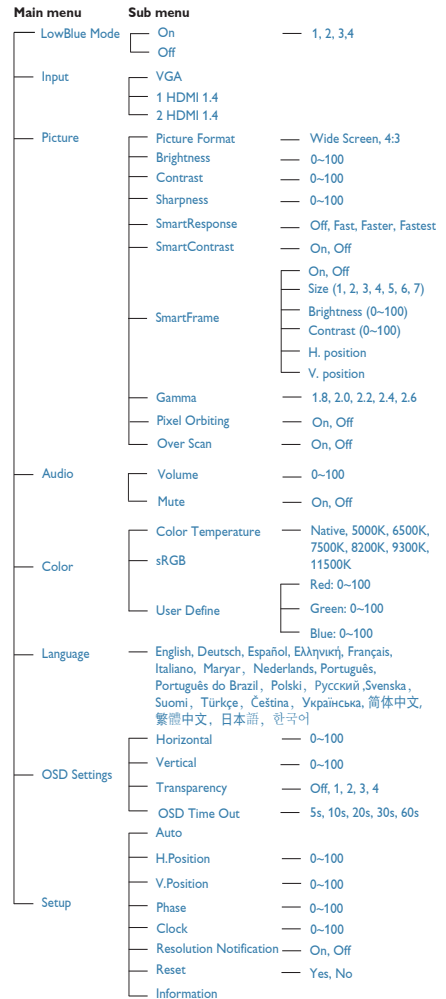 Main menu Sub menu
LowBlue Mode On 1, 2, 3,4
Off
Input VGA
1 HDMI 1.4
2 HDMI 1.4
Picture Picture Format Wide Screen, 4:3
Brightness 0~100
Contrast 0~100
Sharpness 0~100
SmartResponse Off, Fast, Faster, Fastest
SmartContrast On, Off
SmartFrame On, Off
Size (1, 2, 3, 4, 5, 6, 7)
Brightness (0~100)
Contrast (0~100)
H. position
V. position
Gamma 1.8, 2.0, 2.2, 2.4, 2.6
Pixel Orbiting On, Off
Over Scan On, Off
Audio Volume 0~100
Mute On, Off
Color Color Temperature Native, 5000K, 6500K,
7500K, 8200K, 9300K,
11500K
sRGB
User Define Red: 0~100
Green: 0~100
Blue: 0~100
Language English, Deutsch, Español, Ελληνική, Français,
Italiano, Maryar, Nederlands, Português,
Português do Brazil, Polski, Русский ,Svenska,
Suomi, Türkçe, Čeština, Українська, 简体中文,
繁體中文, 日本語, 한국어
OSD Settings Horizontal 0~100
Vertical 0~100
Transparency Off, 1, 2, 3, 4
OSD Time Out 5s, 10s, 20s, 30s, 60s
Setup Auto
H.Position 0~100
V.Position 0~100
Phase 0~100
Clock 0~100
Resolution Notification On, Off
Reset Yes, No
Information